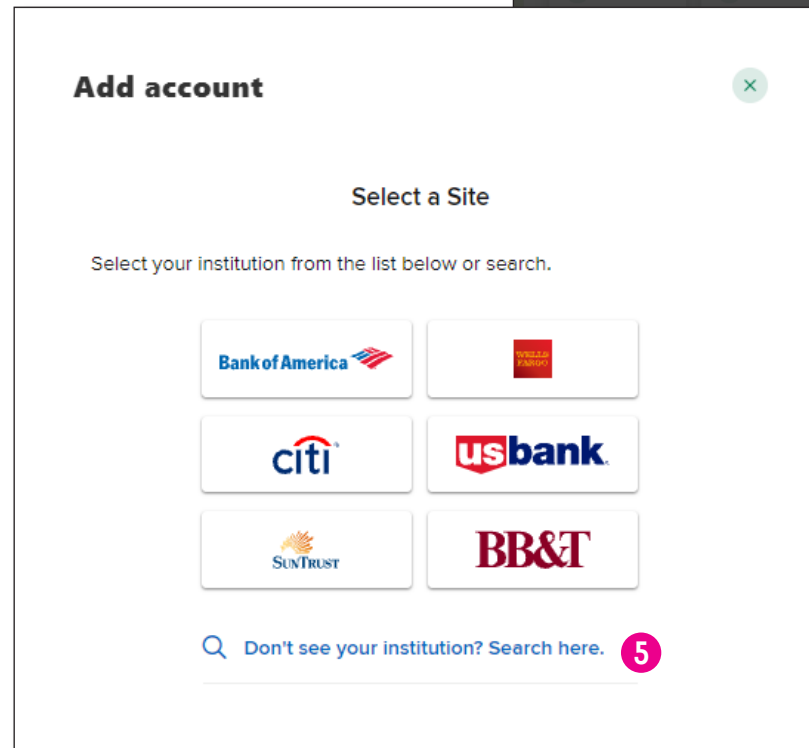 Add account
Select a Site
Select your institution from the list below or search.
Bank of America
WELLS
FARGO
citi
usbank
SUNTRUST
BB&T
Don't see your institution? Search here.
5